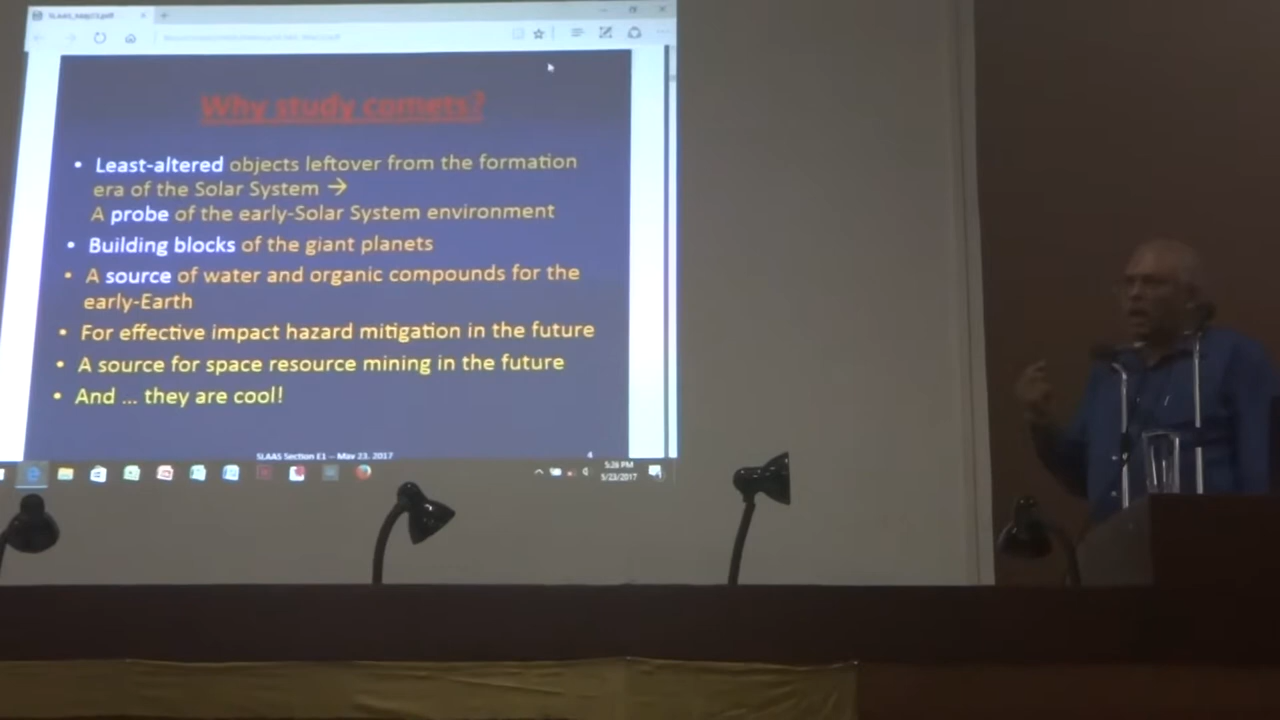 Why study comets?
• Least-altered objects leftover from the formation
era of the Solar System →
A probe of the early-Solar System environment
• Building blocks of the giant planets
• A source of water and organic compounds for the
early-Earth
• For effective impact hazard mitigation in the future
• A source for space resource mining in the future
• And ... they are cool!
SLAAS Section E1 -- May 23, 2017
4
5:26 PM
5/23/2017